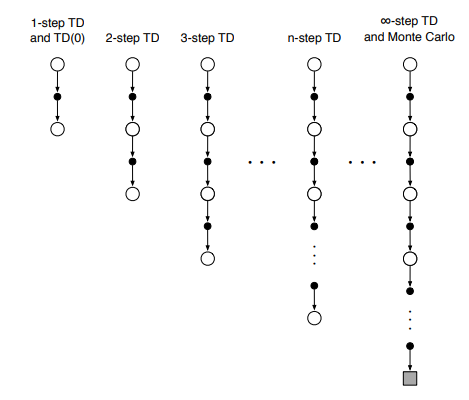 1-step TD
and TD(0)
2-step TD
3-step TD
n-step TD
∞-step TD
and Monte Carlo